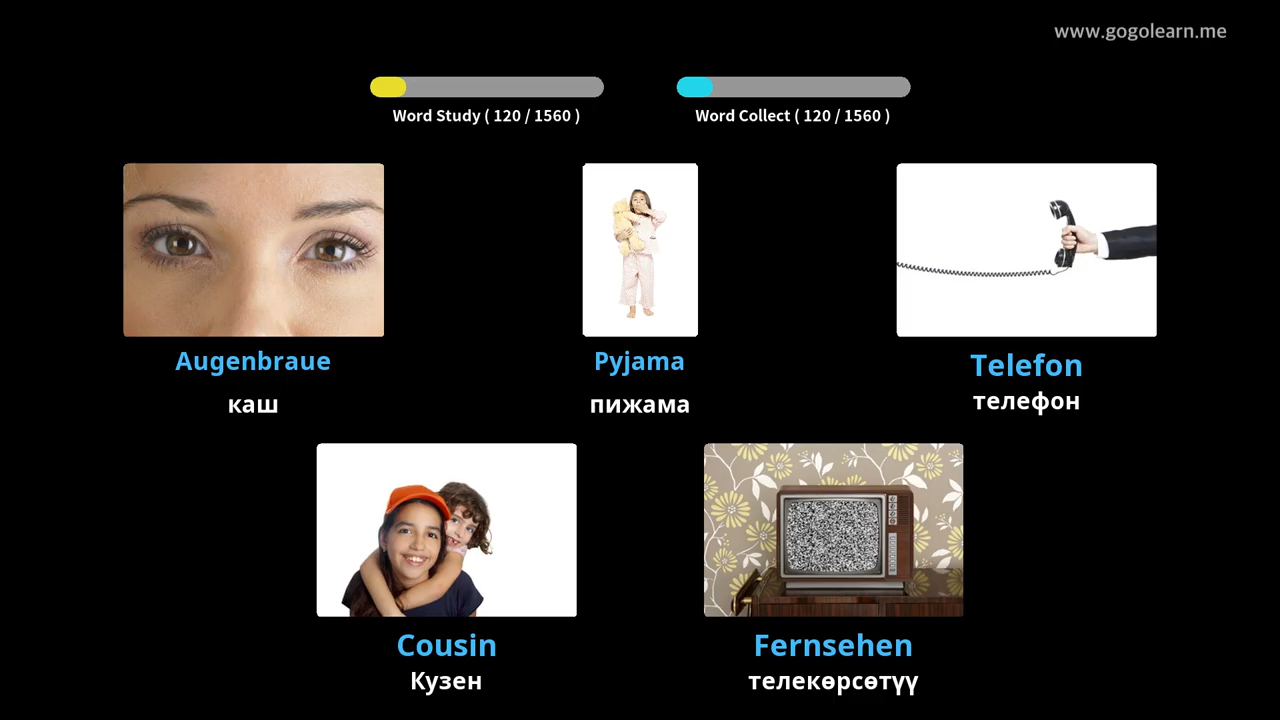 www.gogolearn.me
Word Study ( 120 / 1560 )
Word Collect ( 120 / 1560 )
Augenbraue
каш
Pyjama
пижама
Telefon
телефон
Cousin
Кузен
Fernsehen
телекөрсөтүү